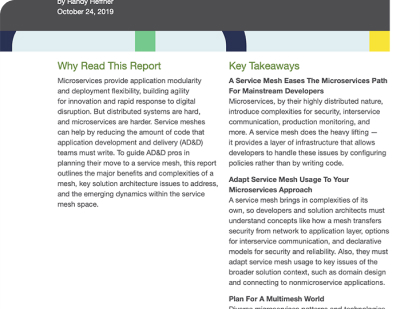 by Randy Heffner
October 24, 2019
Why Read This Report
Microservices provide application modularity
and deployment flexibility, building agility
for innovation and rapid response to digital
disruption. But distributed systems are hard,
and microservices are harder. Service meshes
can help by reducing the amount of code that
application development and delivery (AD&D)
teams must write. To guide AD&D pros in
planning their move to a service mesh, this report
outlines the major benefits and complexities of a
mesh, key solution architecture issues to address,
and the emerging dynamics within the service
mesh space.
Key Takeaways
A Service Mesh Eases The Microservices Path
For Mainstream Developers
Microservices, by their highly distributed nature,
introduce complexities for security, interservice
communication, production monitoring, and
more. A service mesh does the heavy lifting —
it provides a layer of infrastructure that allows
developers to handle these issues by configuring
policies rather than by writing code.
Adapt Service Mesh Usage To Your
Microservices Approach
A service mesh brings in complexities of its
own, so developers and solution architects must
understand concepts like how a mesh transfers
security from network to application layer, options
for interservice communication, and declarative
models for security and reliability. Also, they must
adapt service mesh usage to key issues of the
broader solution context, such as domain design
and connecting to nonmicroservice applications.
Plan For A Multimesh World
Diverse microservices patterns and technologies